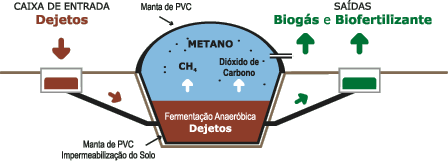 CAIXA DE ENTRADA
Dejetos
Manta de PVC
SAÍDAS
Biogás e Biofertilizante
METANO
CH4
Dióxido de
Carbono
Fermentação Anaeróbica
Dejetos
Manta de PVC
Impermeabilização do Solo